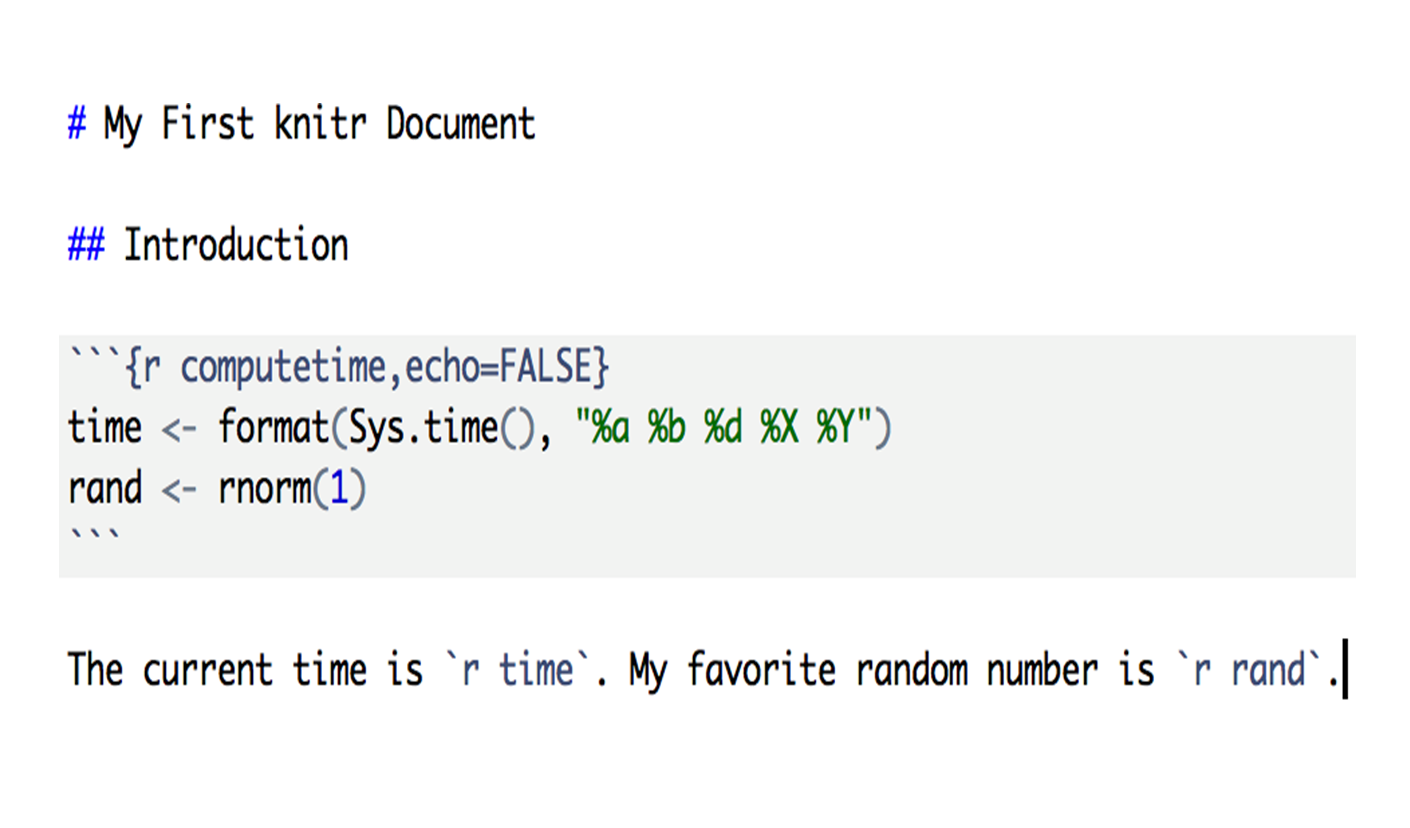 # My First knitr Document
## Introduction
```{r computetime,echo=FALSE}
time <- format(Sys.time(), "%a %b %d %X %Y")
rand <- rnorm(1)
```
The current time is `r time`. My favorite random number is `r rand`.